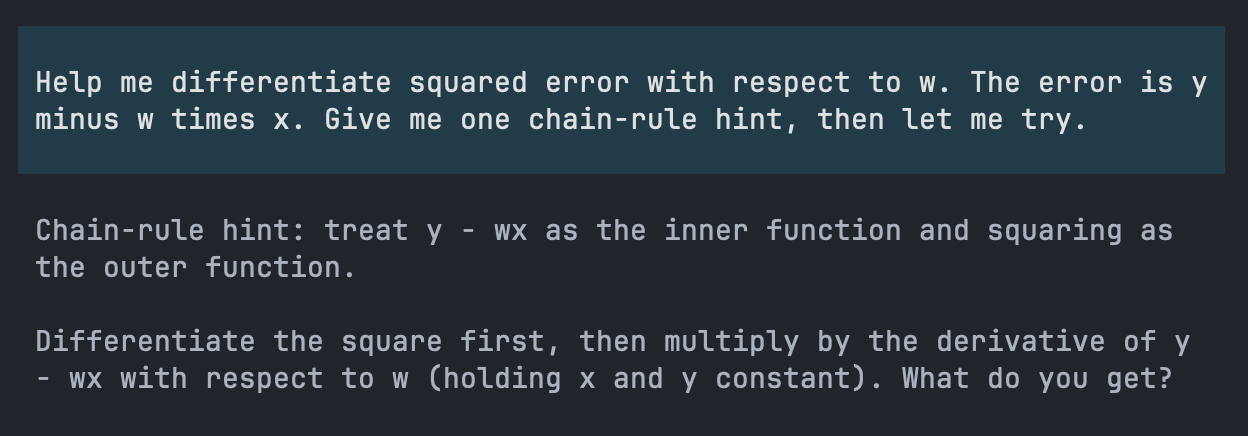 Help me differentiate squared error with respect to w. The error is y
minus w times x. Give me one chain-rule hint, then let me try.
Chain-rule hint: treat y - wx as the inner function and squaring as
the outer function.
Differentiate the square first, then multiply by the derivative of y
- wx with respect to w (holding x and y constant). What do you get?